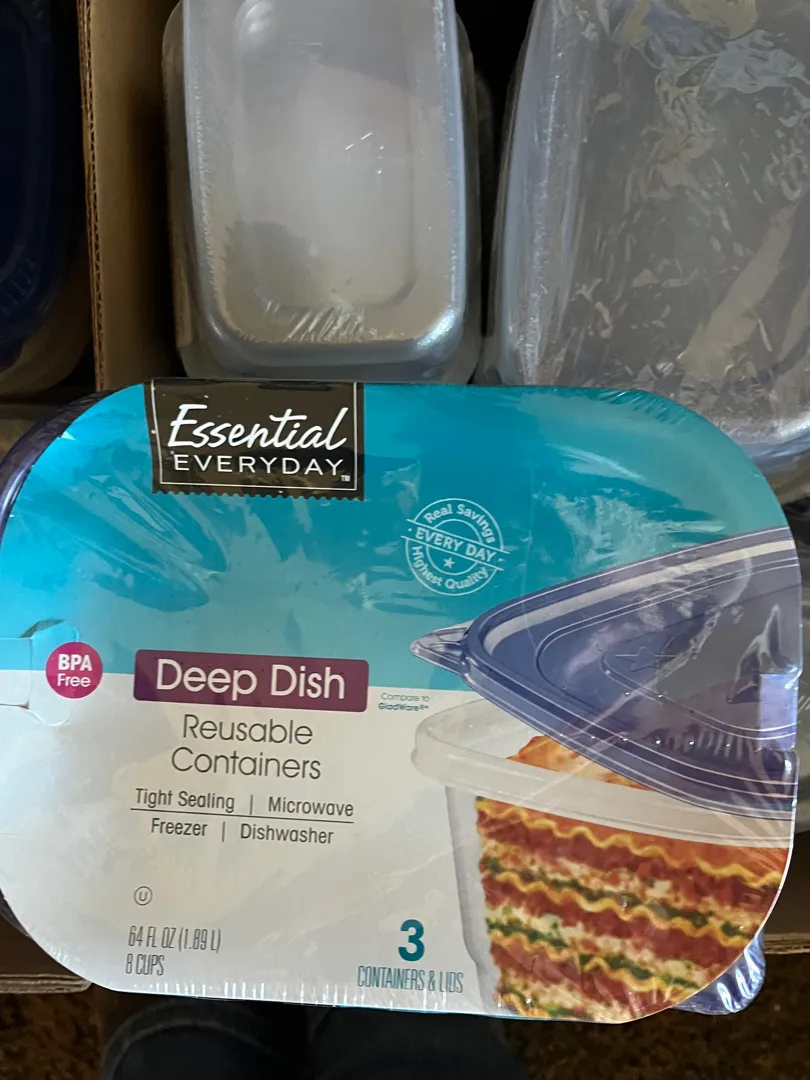 Essential
EVERYDAY™
Real Savings
EVERY DAY
Highest Quality
BPA
Free
Deep Dish
Compare to
GladWare®*
Reusable
Containers
Tight Sealing | Microwave
Freezer | Dishwasher
U
64 FL OZ (1.89 L)
8 CUPS
3
CONTAINERS & LIDS